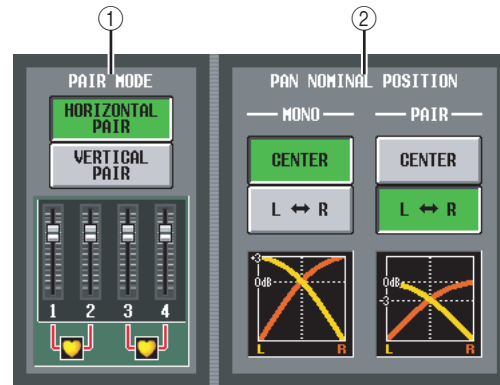 ① ②
PAIR MODE
HORIZONTAL
PAIR
VERTICAL
PAIR
1 2 3 4
PAN NOMINAL POSITION
MONO PAIR
CENTER CENTER
L ↔ R L ↔ R
+3
0dB
L R
0dB
-3
L R